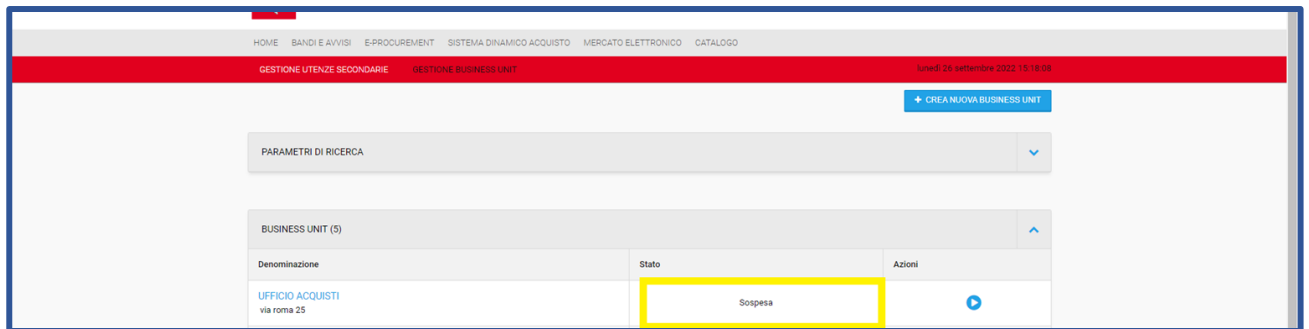 HOME BANDI E AVVISI E-PROCUREMENT SISTEMA DINAMICO ACQUISTO MERCATO ELETTRONICO CATALOGO
GESTIONE UTENZE SECONDARIE GESTIONE BUSINESS UNIT lunedì 26 settembre 2022 15:18:08
+ CREA NUOVA BUSINESS UNIT
PARAMETRI DI RICERCA
BUSINESS UNIT (5)
Denominazione Stato Azioni
UFFICIO ACQUISTI Sospesa
via roma 25